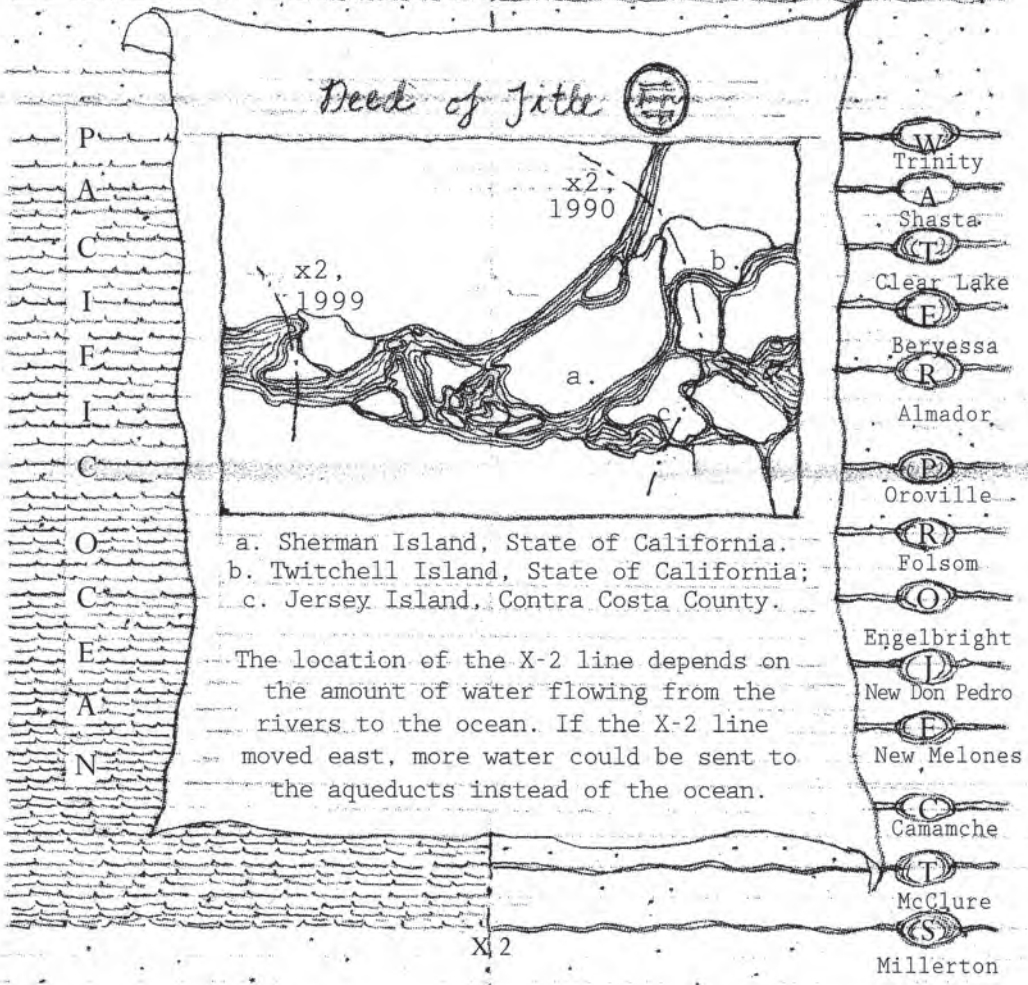 Deed of Title
PACIFIC OCEAN
x2,
1990
x2,
1999
a.
b.
c.
a. Sherman Island, State of California.
b. Twitchell Island, State of California;
c. Jersey Island, Contra Costa County.
The location of the X-2 line depends on
the amount of water flowing from the
rivers to the ocean. If the X-2 line
moved east, more water could be sent to
the aqueducts instead of the ocean.
X 2
WATER PROJECTS
Trinity
Shasta
Clear Lake
Beryessa
Almador
Oroville
Folsom
Engelbright
New Don Pedro
New Melones
Camamche
McClure
Millerton